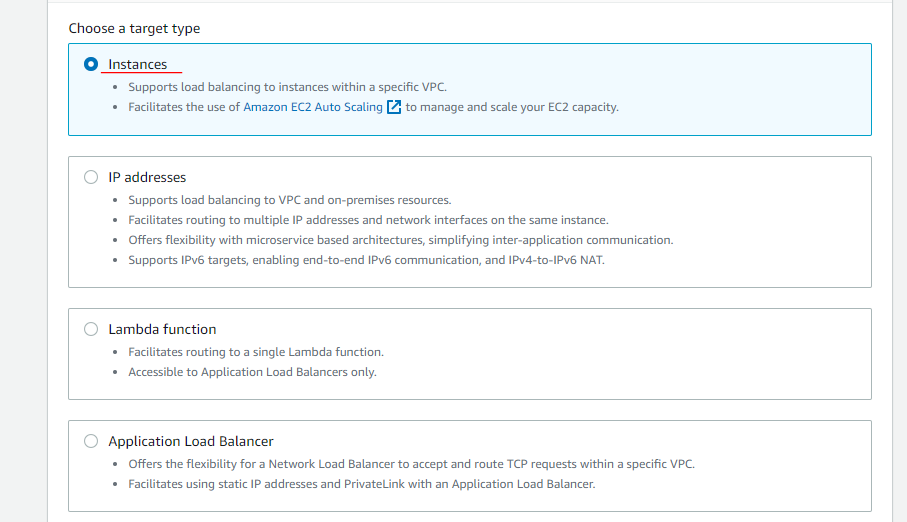 Choose a target type
Instances
Supports load balancing to instances within a specific VPC.
Facilitates the use of Amazon EC2 Auto Scaling to manage and scale your EC2 capacity.
IP addresses
Supports load balancing to VPC and on-premises resources.
Facilitates routing to multiple IP addresses and network interfaces on the same instance.
Offers flexibility with microservice based architectures, simplifying inter-application communication.
Supports IPv6 targets, enabling end-to-end IPv6 communication, and IPv4-to-IPv6 NAT.
Lambda function
Facilitates routing to a single Lambda function.
Accessible to Application Load Balancers only.
Application Load Balancer
Offers the flexibility for a Network Load Balancer to accept and route TCP requests within a specific VPC.
Facilitates using static IP addresses and PrivateLink with an Application Load Balancer.